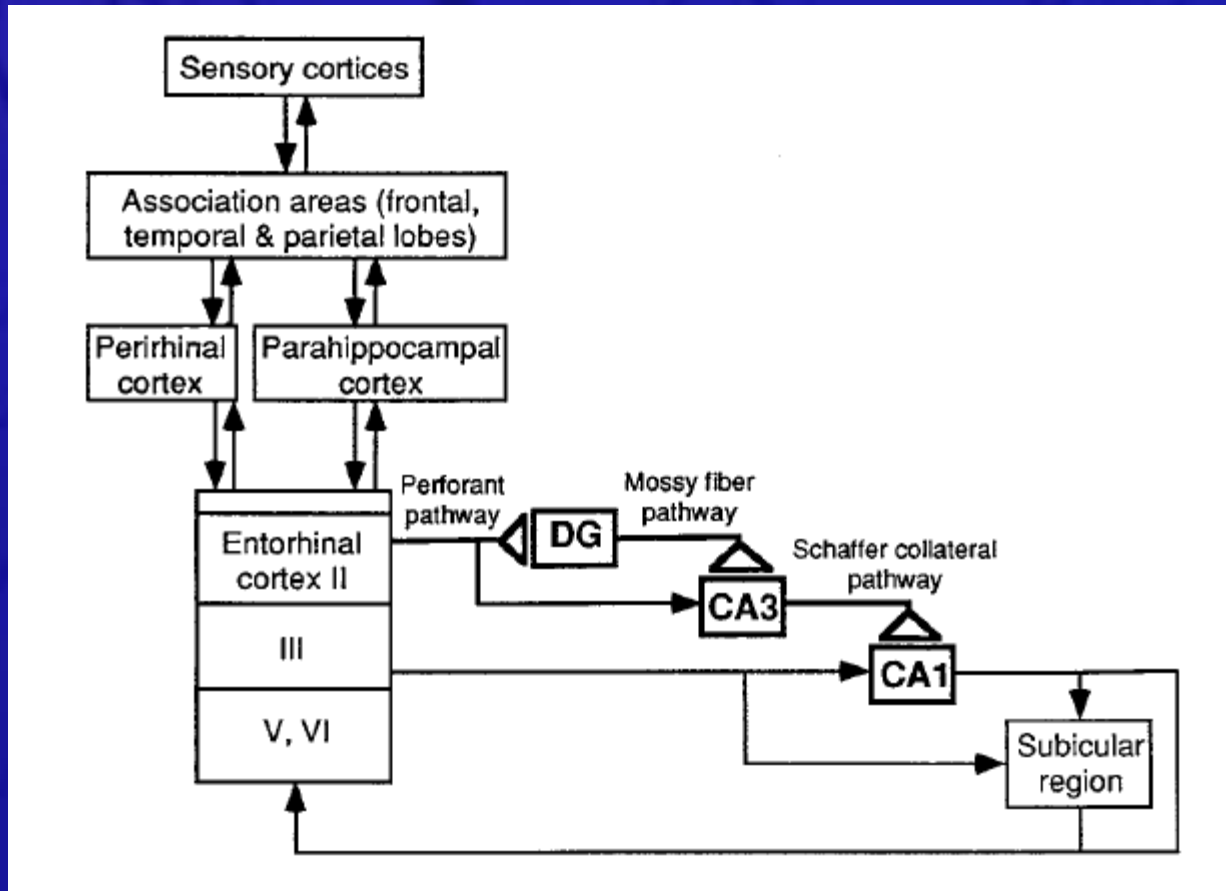 Sensory cortices
Association areas (frontal,
temporal & parietal lobes)
Perirhinal
cortex
Parahippocampal
cortex
Perforant
pathway
Mossy fiber
pathway
DG
Entorhinal
cortex II
Schaffer collateral
pathway
CA3
III
CA1
V, VI
Subicular
region